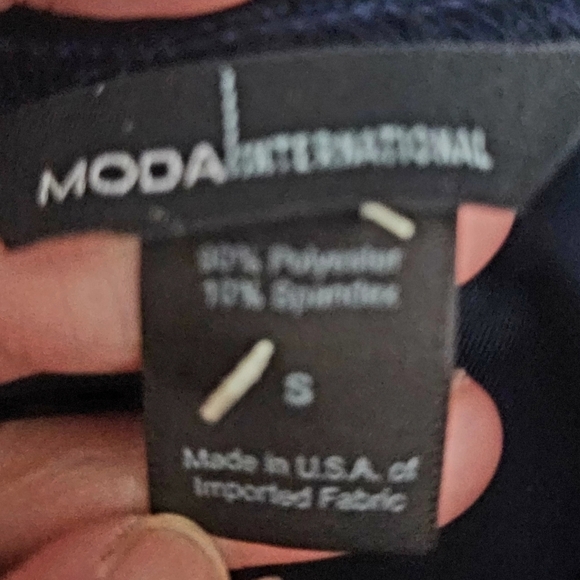 MODA INTERNATIONAL
90% Polyester
10% Spandex
S
Made in U.S.A. of
Imported Fabric